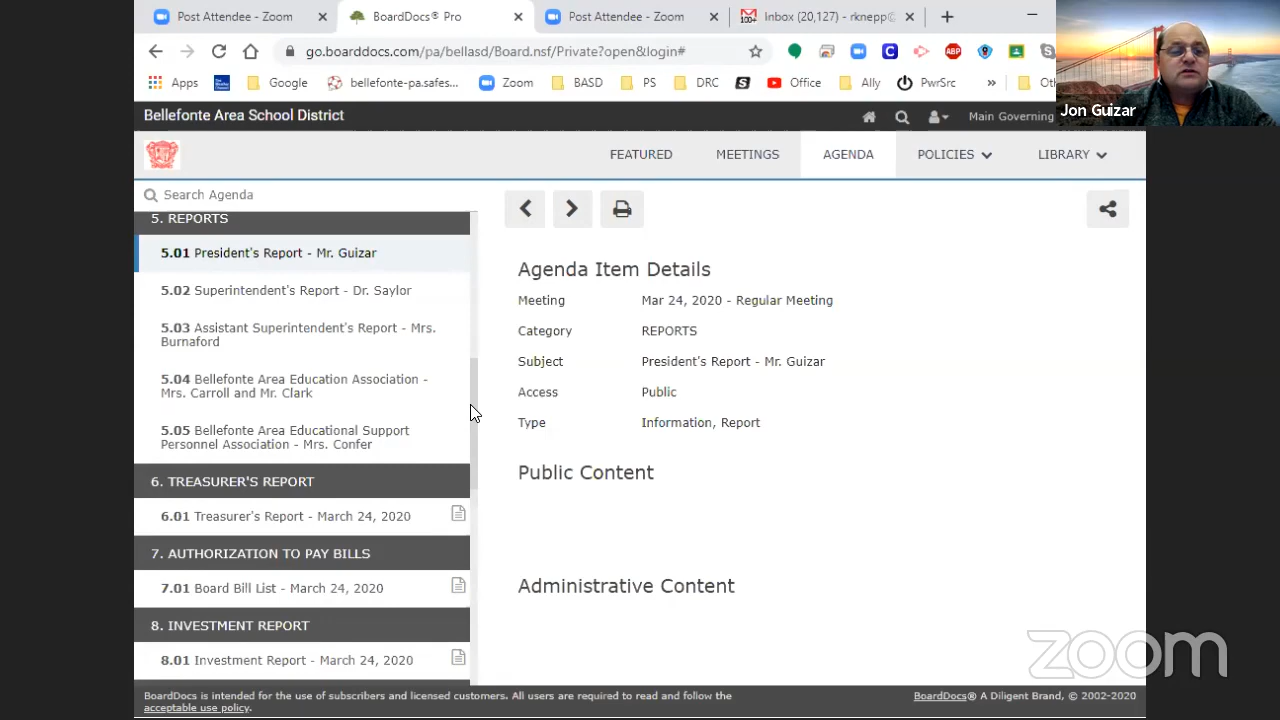 Post Attendee - Zoom
BoardDocs® Pro
Post Attendee - Zoom
100+
Inbox (20,127) - rknepp@
go.boarddocs.com/pa/bellasd/Board.nsf/Private?open&login#
ABP
Apps
Google
bellefonte-pa.safes...
Zoom
BASD
PS
DRC
Office
Ally
PwrSrc
»
Jon Guizar
Bellefonte Area School District
Main Governing
FEATURED
MEETINGS
AGENDA
POLICIES
LIBRARY
Search Agenda
5. REPORTS
5.01 President's Report - Mr. Guizar
5.02 Superintendent's Report - Dr. Saylor
5.03 Assistant Superintendent's Report - Mrs.
Burnaford
5.04 Bellefonte Area Education Association -
Mrs. Carroll and Mr. Clark
5.05 Bellefonte Area Educational Support
Personnel Association - Mrs. Confer
6. TREASURER'S REPORT
6.01 Treasurer's Report - March 24, 2020
7. AUTHORIZATION TO PAY BILLS
7.01 Board Bill List - March 24, 2020
8. INVESTMENT REPORT
8.01 Investment Report - March 24, 2020
Agenda Item Details
Meeting Mar 24, 2020 - Regular Meeting
Category REPORTS
Subject President's Report - Mr. Guizar
Access Public
Type Information, Report
Public Content
Administrative Content
zoom
BoardDocs is intended for the use of subscribers and licensed customers. All users are required to read and follow the
acceptable use policy.
BoardDocs® A Diligent Brand, © 2002-2020